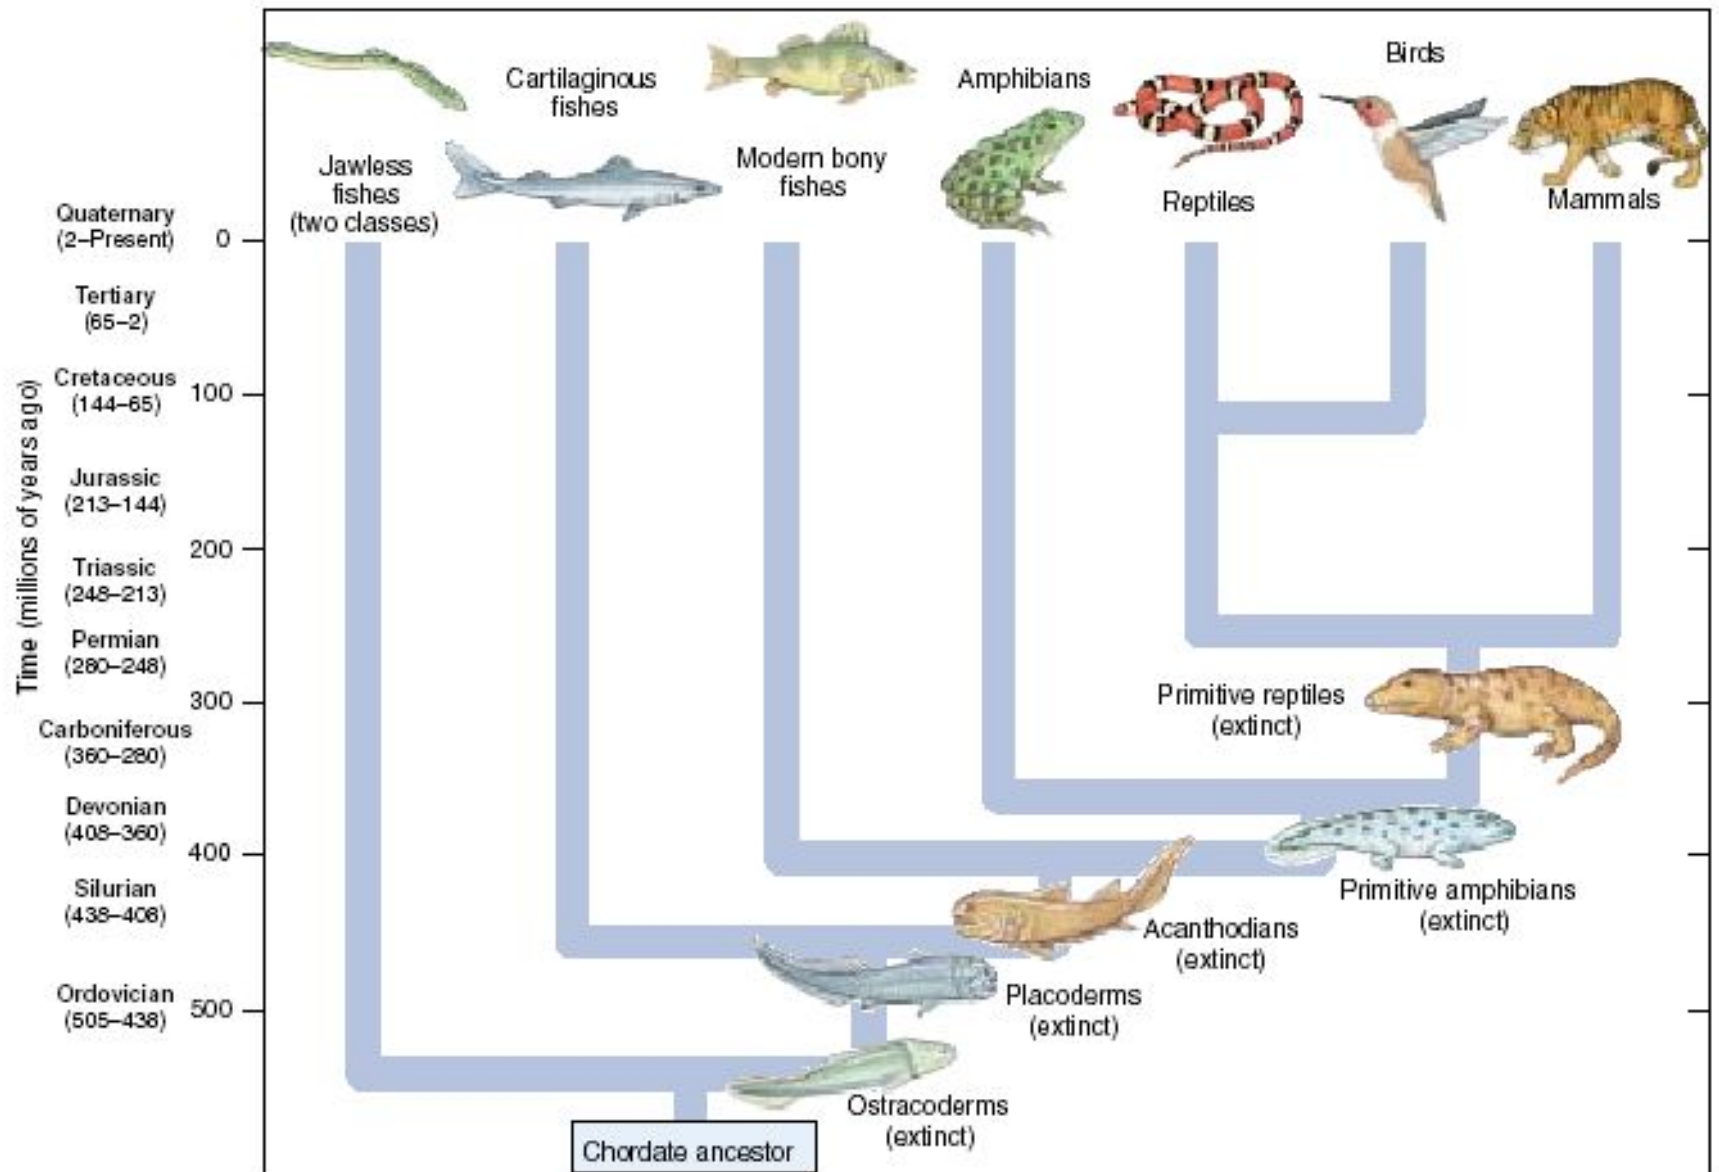 Birds
Cartilaginous
fishes
Amphibians
Jawless
fishes
(two classes)
Modern bony
fishes
Reptiles
Mammals
Time (millions of years ago)
Quaternary
(2–Present)
0
Tertiary
(65–2)
Cretaceous
(144–65)
100
Jurassic
(213–144)
200
Triassic
(248–213)
Permian
(280–248)
300
Carboniferous
(360–280)
Devonian
(408–360)
400
Silurian
(438–408)
Ordovician
(505–438)
500
Primitive reptiles
(extinct)
Primitive amphibians
(extinct)
Acanthodians
(extinct)
Placoderms
(extinct)
Ostracoderms
(extinct)
Chordate ancestor